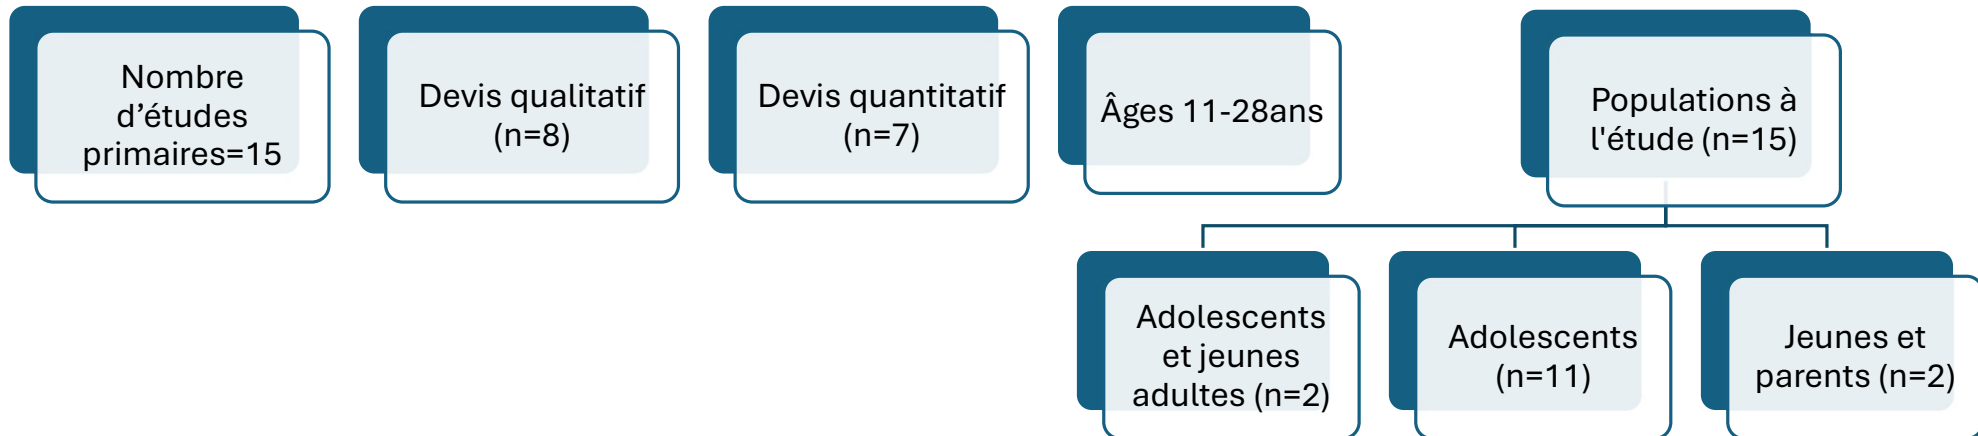 Nombre
d’études
primaires=15
Devis qualitatif
(n=8)
Devis quantitatif
(n=7)
Âges 11-28ans
Populations à
l'étude (n=15)
Adolescents
et jeunes
adultes (n=2)
Adolescents
(n=11)
Jeunes et
parents (n=2)